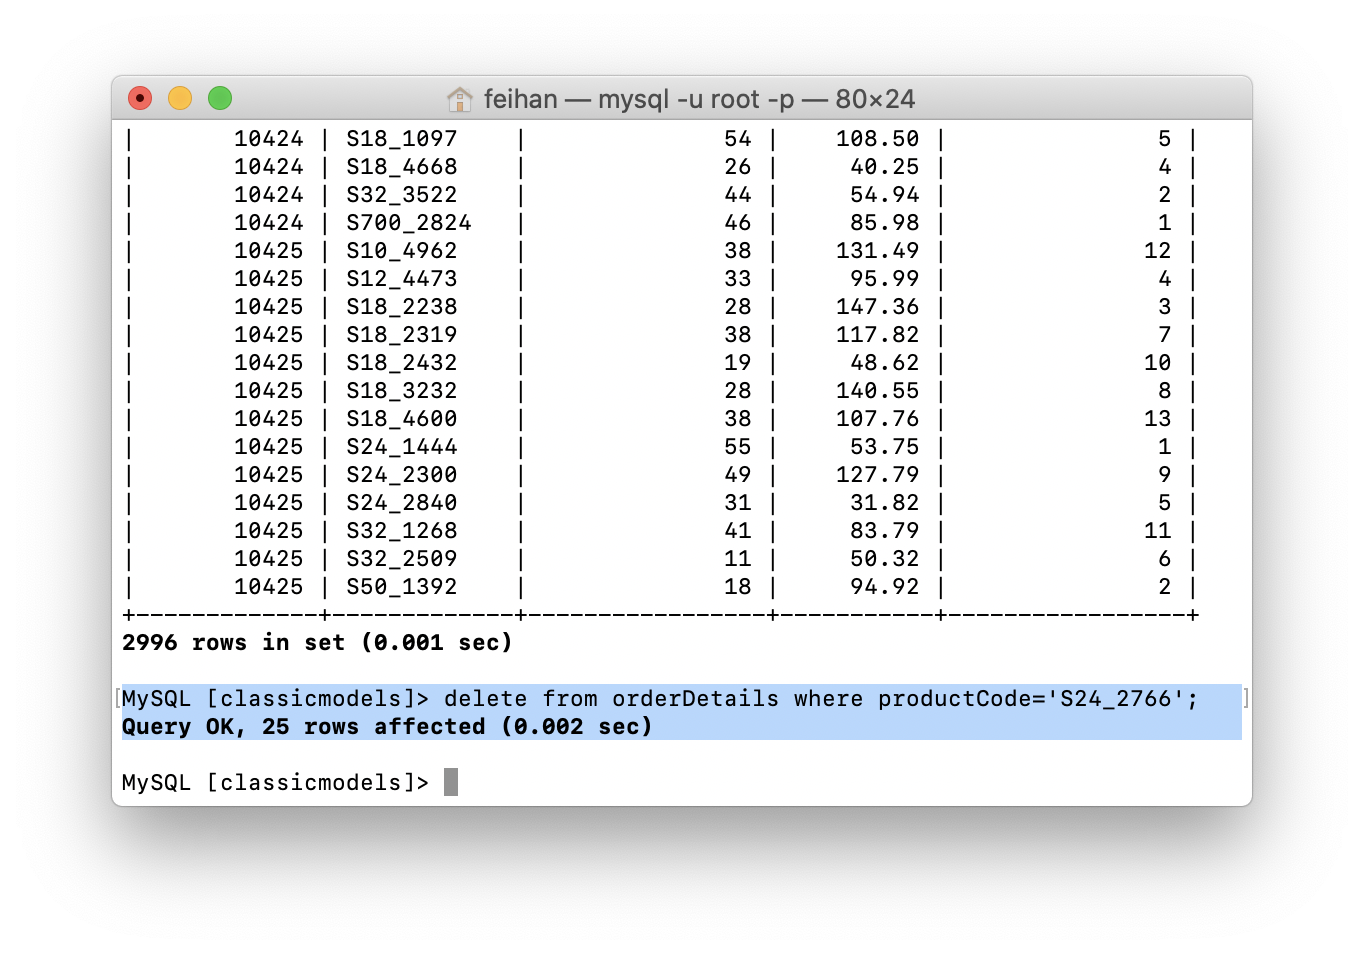 feihan — mysql -u root -p — 80×24
|        10424 | S18_1097    |              54 |    108.50 |               5 |
|        10424 | S18_4668    |              26 |     40.25 |               4 |
|        10424 | S32_3522    |              44 |     54.94 |               2 |
|        10424 | S700_2824   |              46 |     85.98 |               1 |
|        10425 | S10_4962    |              38 |    131.49 |              12 |
|        10425 | S12_4473    |              33 |     95.99 |               4 |
|        10425 | S18_2238    |              28 |    147.36 |               3 |
|        10425 | S18_2319    |              38 |    117.82 |               7 |
|        10425 | S18_2432    |              19 |     48.62 |              10 |
|        10425 | S18_3232    |              28 |    140.55 |               8 |
|        10425 | S18_4600    |              38 |    107.76 |              13 |
|        10425 | S24_1444    |              55 |     53.75 |               1 |
|        10425 | S24_2300    |              49 |    127.79 |               9 |
|        10425 | S24_2840    |              31 |     31.82 |               5 |
|        10425 | S32_1268    |              41 |     83.79 |              11 |
|        10425 | S32_2509    |              11 |     50.32 |               6 |
|        10425 | S50_1392    |              18 |     94.92 |               2 |
+-------------+-------------+-----------------+-----------+-----------------+
2996 rows in set (0.001 sec)
[MySQL [classicmodels]> delete from orderDetails where productCode='S24_2766';   ]
Query OK, 25 rows affected (0.002 sec)
MySQL [classicmodels]>